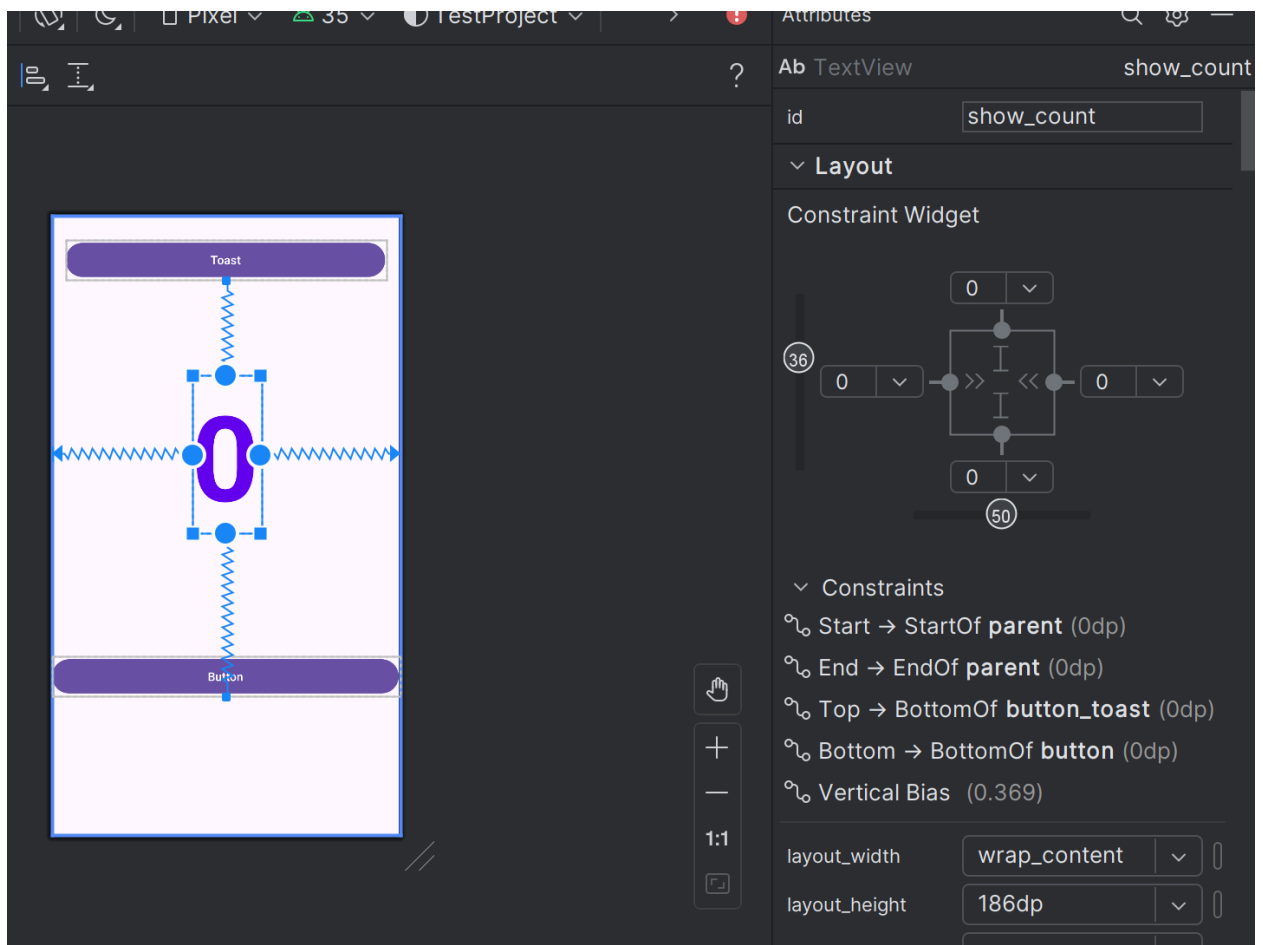 Pixel 35 TestProject
Attributes
?
Ab TextView show_count
id show_count
Layout
Constraint Widget
Toast
0
36
0
0
0
50
0
Button
Constraints
Start → StartOf parent (0dp)
End → EndOf parent (0dp)
Top → BottomOf button_toast (0dp)
Bottom → BottomOf button (0dp)
Vertical Bias (0.369)
1:1
layout_width wrap_content
layout_height 186dp